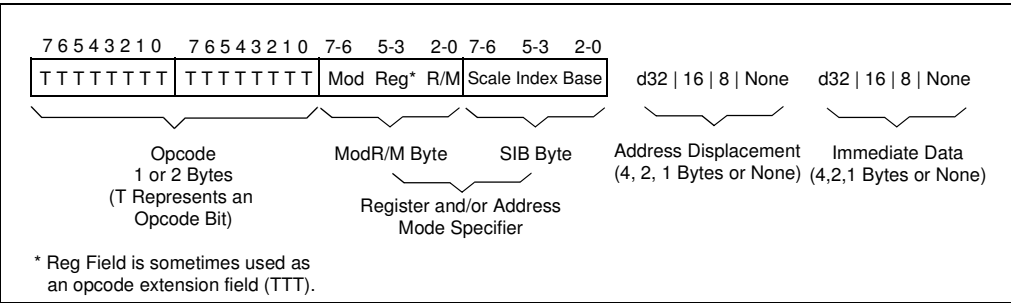 7 6 5 4 3 2 1 0 7 6 5 4 3 2 1 0 7-6 5-3 2-0 7-6 5-3 2-0
T T T T T T T T T T T T T T T T Mod Reg* R/M Scale Index Base d32 | 16 | 8 | None d32 | 16 | 8 | None
Opcode
1 or 2 Bytes
(T Represents an
Opcode Bit)
ModR/M Byte SIB Byte
Register and/or Address
Mode Specifier
Address Displacement
(4, 2, 1 Bytes or None)
Immediate Data
(4,2,1 Bytes or None)
* Reg Field is sometimes used as
an opcode extension field (TTT).